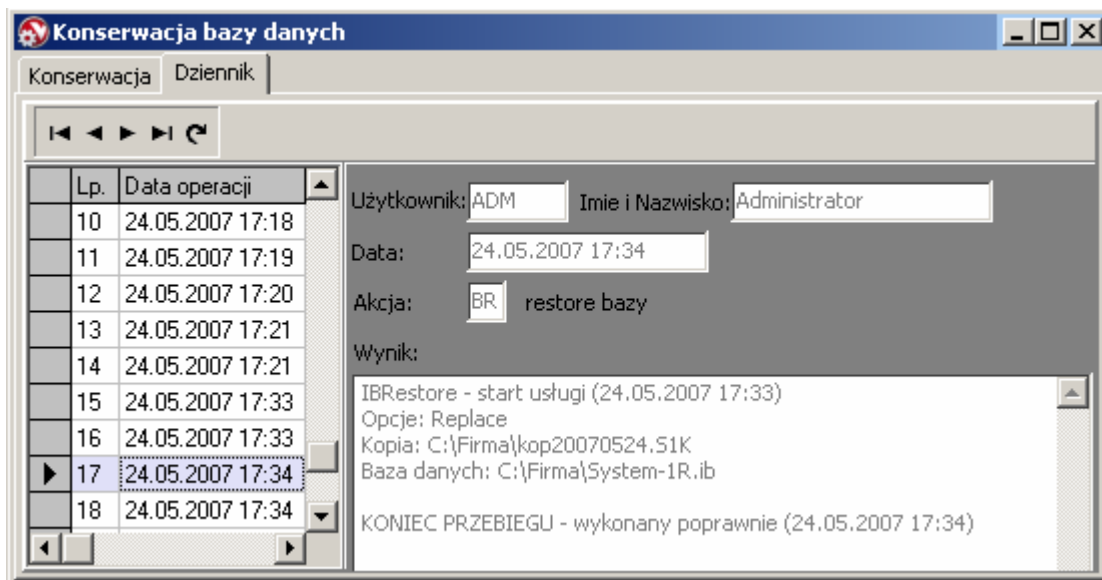 Konserwacja bazy danych
Konserwacja Dziennik
Lp. Data operacji
10 24.05.2007 17:18
11 24.05.2007 17:19
12 24.05.2007 17:20
13 24.05.2007 17:21
14 24.05.2007 17:21
15 24.05.2007 17:33
16 24.05.2007 17:33
17 24.05.2007 17:34
18 24.05.2007 17:34
Użytkownik: ADM Imie i Nazwisko: Administrator
Data: 24.05.2007 17:34
Akcja: BR restore bazy
Wynik:
IBRestore - start usługi (24.05.2007 17:33)
Opcje: Replace
Kopia: C:\Firma\kop20070524.S1K
Baza danych: C:\Firma\System-1R.ib
KONIEC PRZEBIEGU - wykonany poprawnie (24.05.2007 17:34)